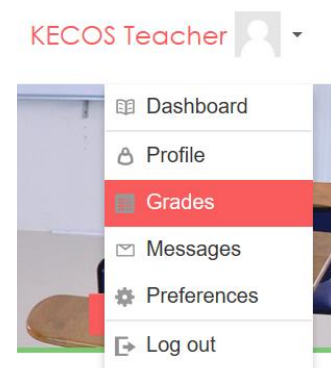 KECOS Teacher
Dashboard
Profile
Grades
Messages
Preferences
Log out